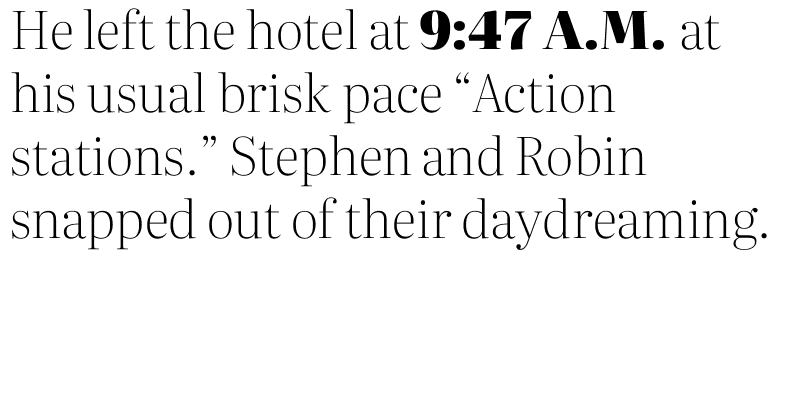 He left the hotel at 9:47 A.M. at
his usual brisk pace “Action
stations.” Stephen and Robin
snapped out of their daydreaming.